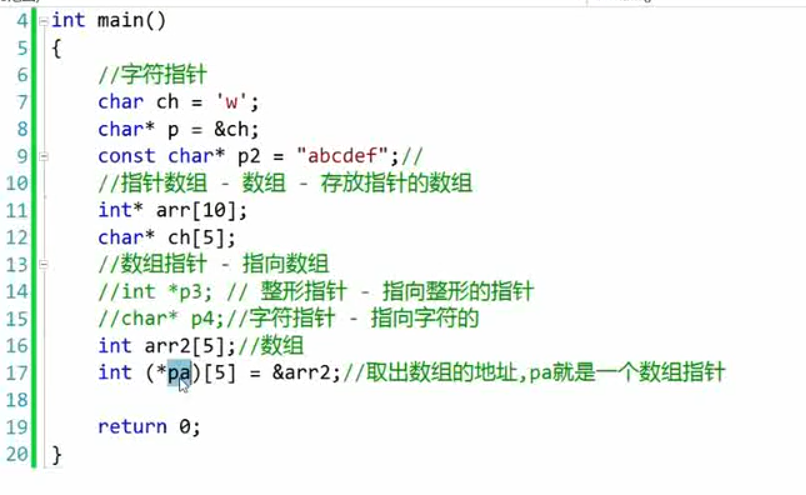 4 int main()
5 {
6 //字符指针
7 char ch = 'w';
8 char* p = &ch;
9 const char* p2 = "abcdef";//
10 //指针数组 - 数组 - 存放指针的数组
11 int* arr[10];
12 char* ch[5];
13 //数组指针 - 指向数组
14 //int *p3; // 整形指针 - 指向整形的指针
15 //char* p4;//字符指针 - 指向字符的
16 int arr2[5];//数组
17 int (*pa)[5] = &arr2;//取出数组的地址,pa就是一个数组指针
18
19 return 0;
20 }